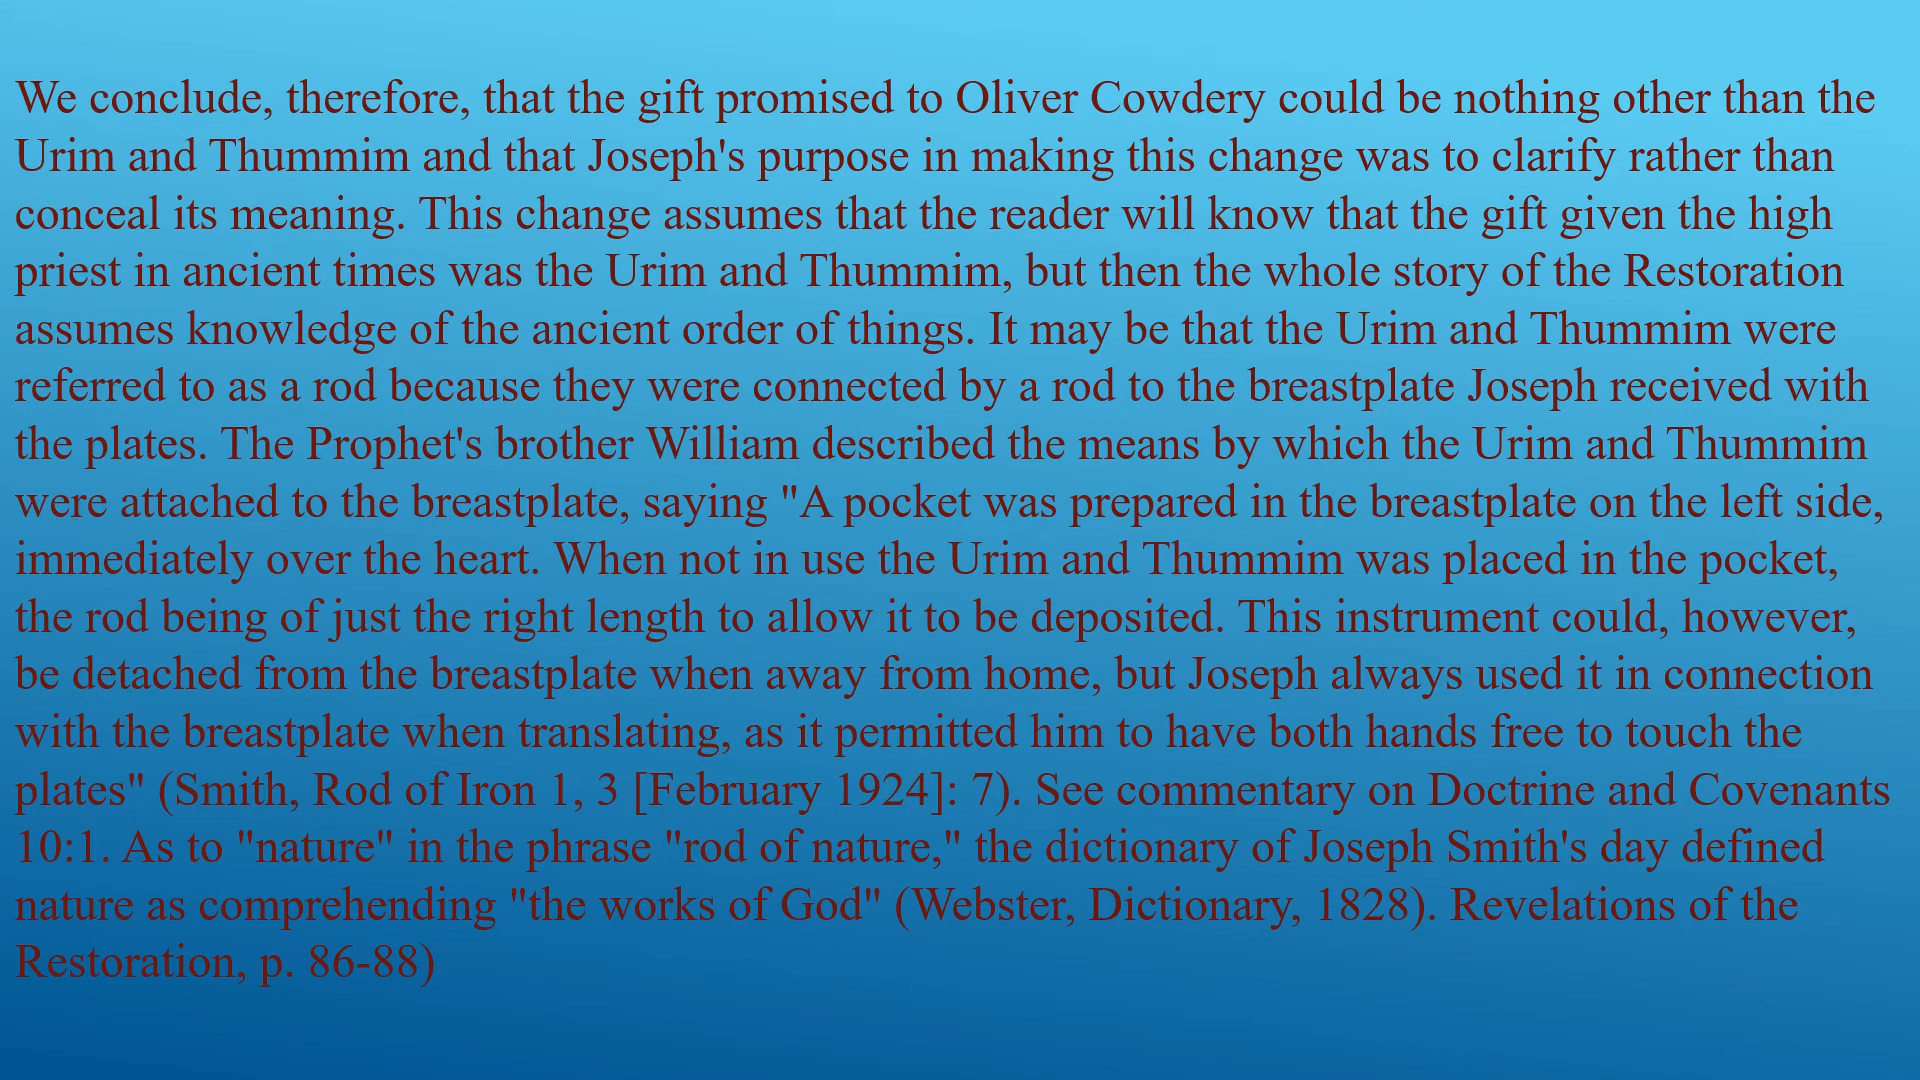 We conclude, therefore, that the gift promised to Oliver Cowdery could be nothing other than the
Urim and Thummim and that Joseph's purpose in making this change was to clarify rather than
conceal its meaning. This change assumes that the reader will know that the gift given the high
priest in ancient times was the Urim and Thummim, but then the whole story of the Restoration
assumes knowledge of the ancient order of things. It may be that the Urim and Thummim were
referred to as a rod because they were connected by a rod to the breastplate Joseph received with
the plates. The Prophet's brother William described the means by which the Urim and Thummim
were attached to the breastplate, saying "A pocket was prepared in the breastplate on the left side,
immediately over the heart. When not in use the Urim and Thummim was placed in the pocket,
the rod being of just the right length to allow it to be deposited. This instrument could, however,
be detached from the breastplate when away from home, but Joseph always used it in connection
with the breastplate when translating, as it permitted him to have both hands free to touch the
plates" (Smith, Rod of Iron 1, 3 [February 1924]: 7). See commentary on Doctrine and Covenants
10:1. As to "nature" in the phrase "rod of nature," the dictionary of Joseph Smith's day defined
nature as comprehending "the works of God" (Webster, Dictionary, 1828). Revelations of the
Restoration, p. 86-88)